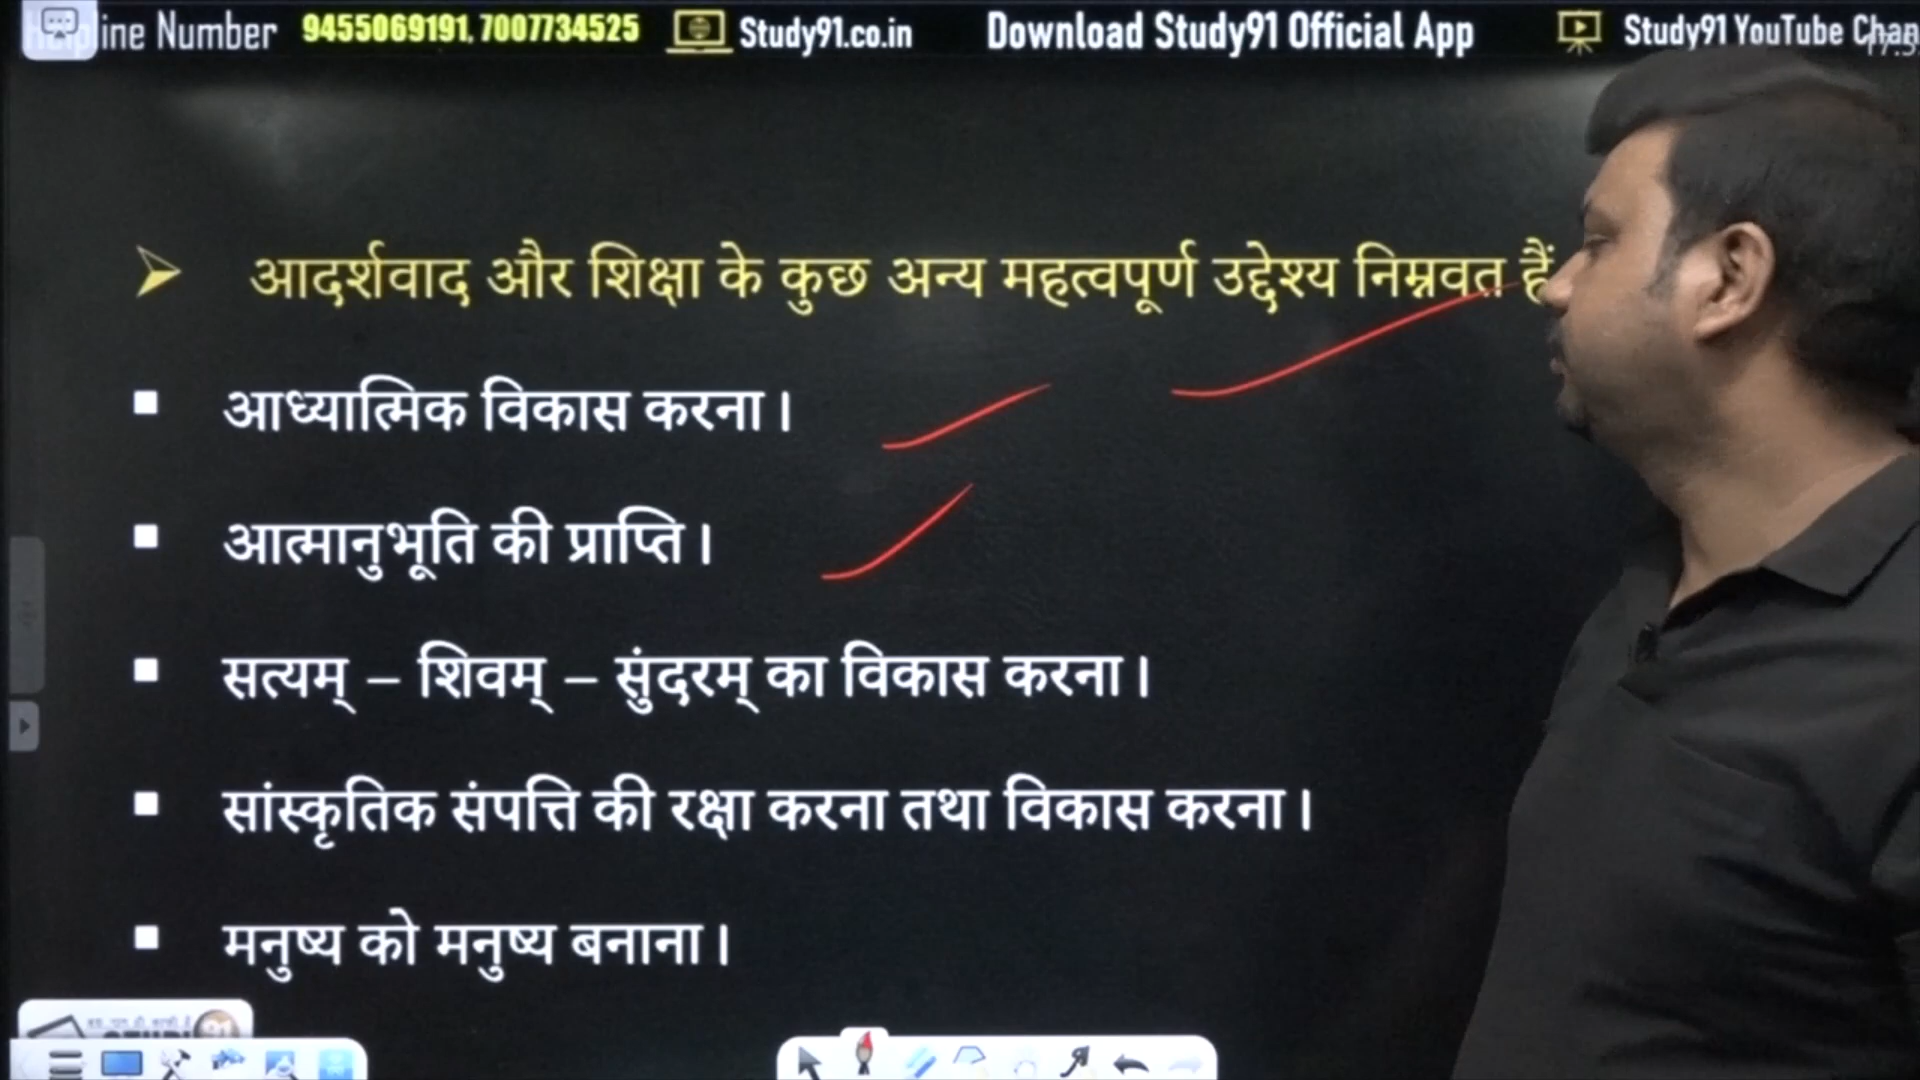 Helpline Number 9455069191, 7007734525 Study91.co.in Download Study91 Official App Study91 YouTube Chan
आदर्शवाद और शिक्षा के कुछ अन्य महत्वपूर्ण उद्देश्य निम्नवत हैं
आध्यात्मिक विकास करना।
आत्मानुभूति की प्राप्ति।
सत्यम् – शिवम् – सुंदरम् का विकास करना।
सांस्कृतिक संपत्ति की रक्षा करना तथा विकास करना।
मनुष्य को मनुष्य बनाना।